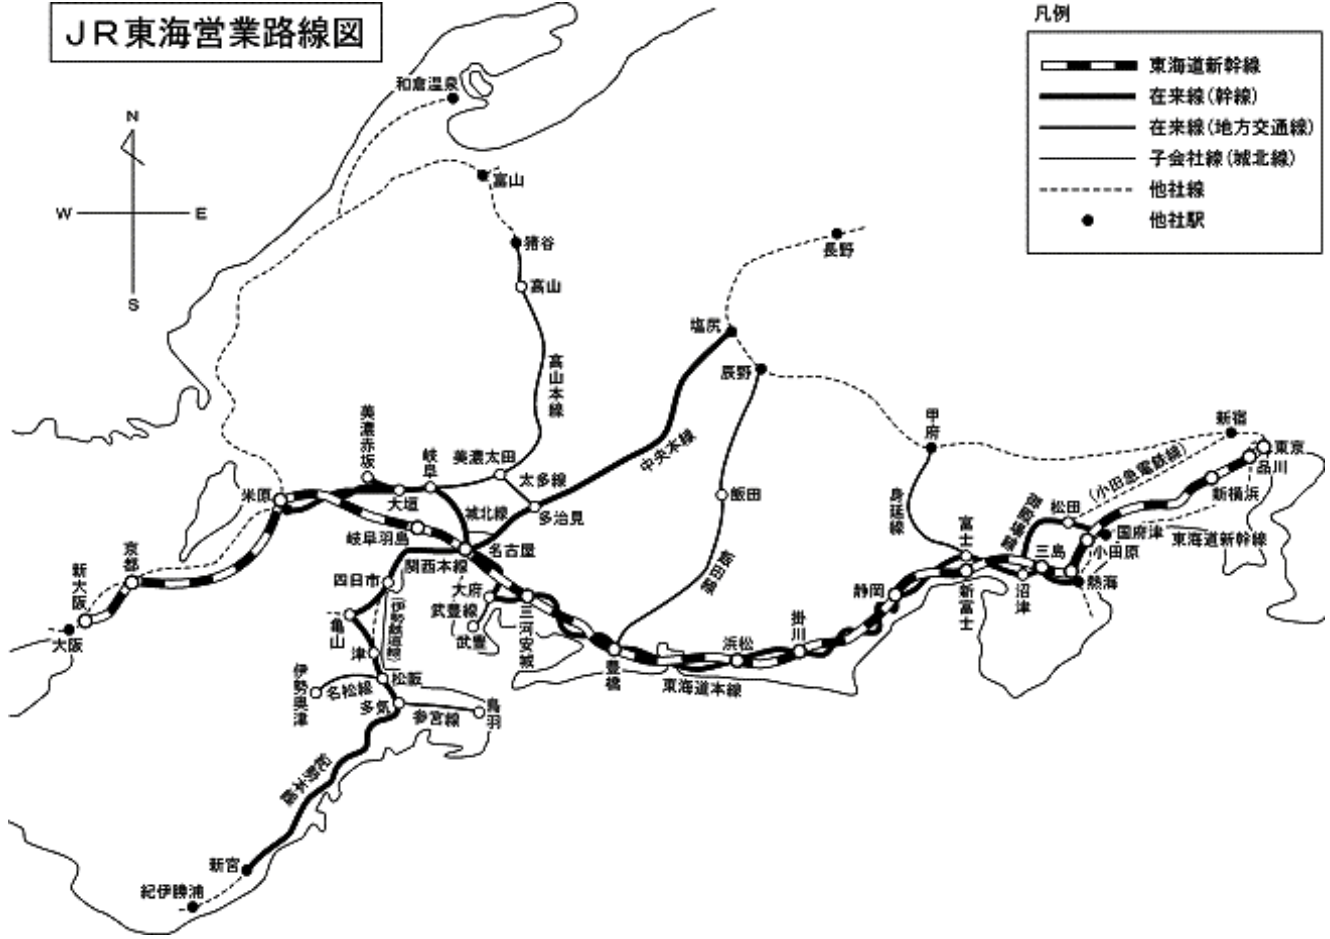 JR東海営業路線図
凡例
東海道新幹線
在来線(幹線)
在来線(地方交通線)
子会社線(城北線)
他社線
他社駅
N
W
E
S
和倉温泉
富山
猪谷
高山
高山本線
長野
塩尻
辰野
中央本線
飯田
飯田線
甲府
身延線
新宿
東京
品川
新横浜
(小田急電鉄線)
松田
御殿場線
国府津
東海道新幹線
小田原
熱海
三島
沼津
富士
新富士
静岡
掛川
浜松
東海道本線
豊橋
三河安城
大府
武豊線
武豊
名古屋
城北線
関西本線
岐阜羽島
美濃赤坂
大垣
岐阜
美濃太田
太多線
多治見
米原
京都
新大阪
大阪
四日市
(伊勢鉄道線)
亀山
津
松阪
名松線
伊勢奥津
多気
参宮線
鳥羽
紀勢本線
新宮
紀伊勝浦